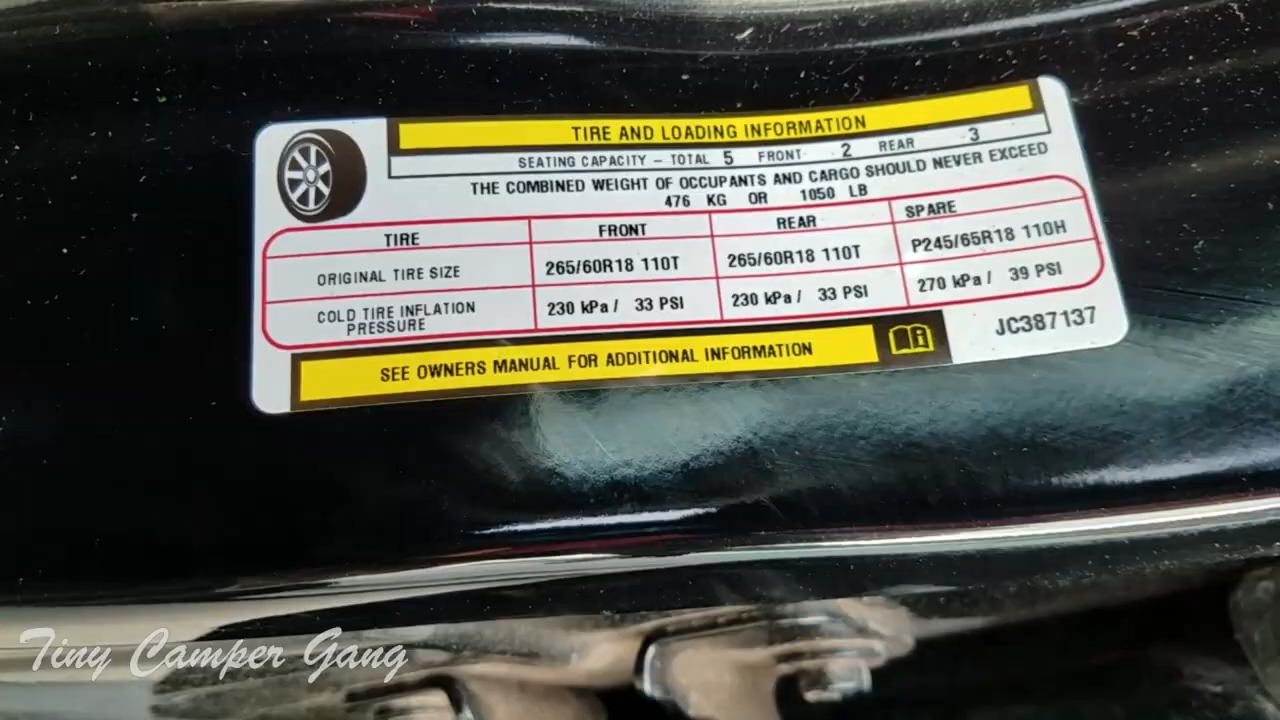 TIRE AND LOADING INFORMATION
SEATING CAPACITY – TOTAL 5 FRONT 2 REAR 3
THE COMBINED WEIGHT OF OCCUPANTS AND CARGO SHOULD NEVER EXCEED
476 KG OR 1050 LB
TIRE FRONT REAR SPARE
ORIGINAL TIRE SIZE 265/60R18 110T 265/60R18 110T P245/65R18 110H
COLD TIRE INFLATION
PRESSURE 230 kPa / 33 PSI 230 kPa / 33 PSI 270 kPa / 39 PSI
SEE OWNERS MANUAL FOR ADDITIONAL INFORMATION
JC387137
Tiny Camper Gang